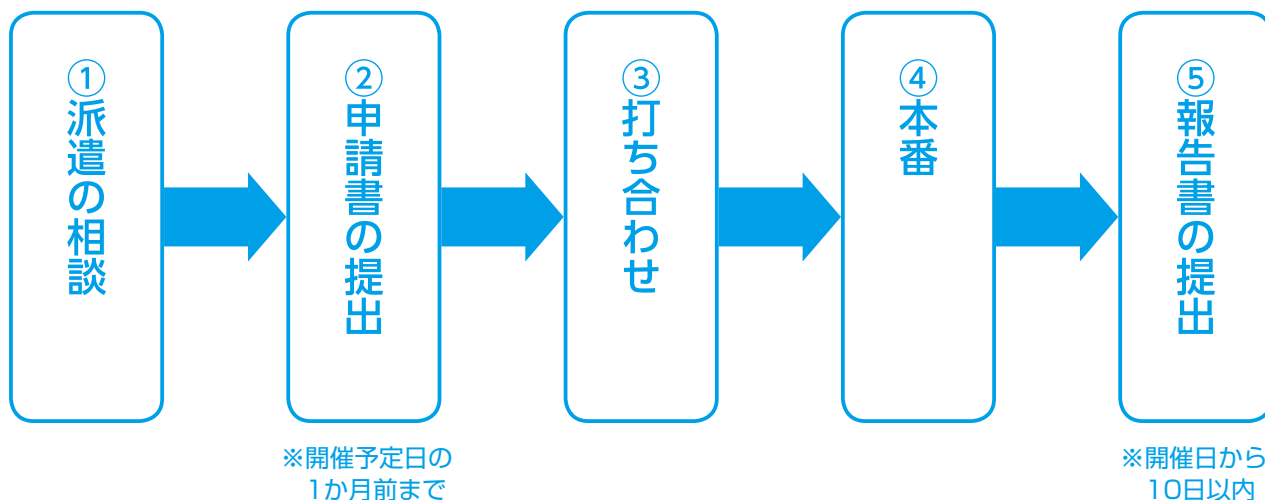 ①派遣の相談
②申請書の提出
③打ち合わせ
④本番
⑤報告書の提出
※開催予定日の
1か月前まで
※開催日から
10日以内